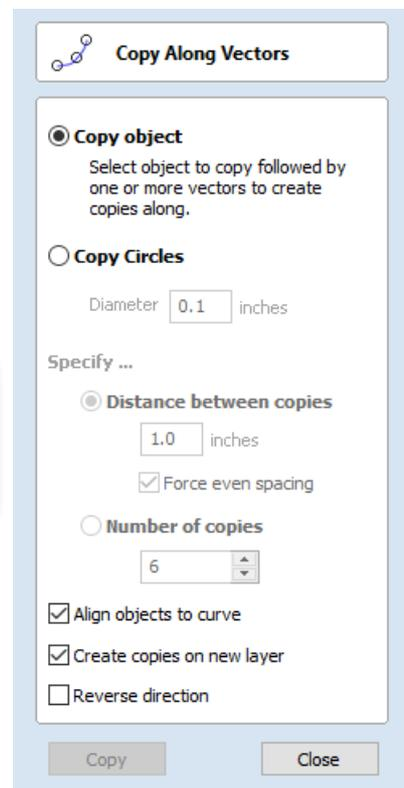 Copy Along Vectors
Copy object
Select object to copy followed by
one or more vectors to create
copies along.
Copy Circles
Diameter 0.1 inches
Specify ...
Distance between copies
1.0 inches
Force even spacing
Number of copies
6
Align objects to curve
Create copies on new layer
Reverse direction
Copy Close